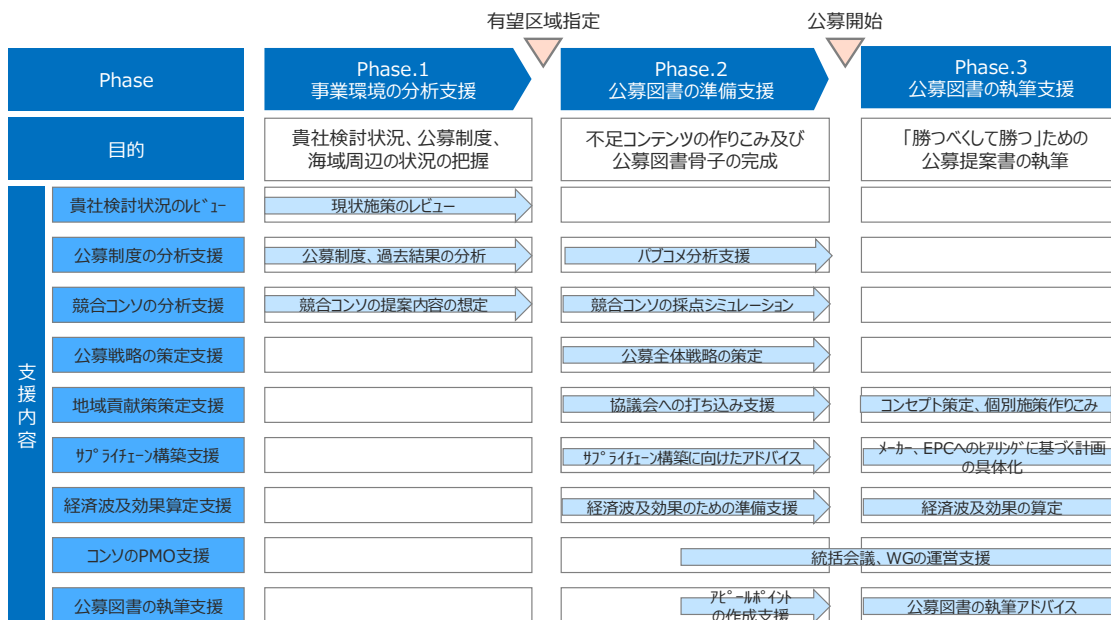 有望区域指定
公募開始
Phase
Phase.1
事業環境の分析支援
Phase.2
公募図書の準備支援
Phase.3
公募図書の執筆支援
目的
貴社検討状況、公募制度、
海域周辺の状況の把握
不足コンテンツの作りこみ及び
公募図書骨子の完成
「勝つべくして勝つ」ための
公募提案書の執筆
支援内容
貴社検討状況のﾚﾋﾞｭｰ
現状施策のレビュー
公募制度の分析支援
公募制度、過去結果の分析
パブコメ分析支援
競合コンソの分析支援
競合コンソの提案内容の想定
競合コンソの採点シミュレーション
公募戦略の策定支援
公募全体戦略の策定
地域貢献策策定支援
協議会への打ち込み支援
コンセプト策定、個別施策作りこみ
ｻﾌﾟﾗｲﾁｪｰﾝ構築支援
ｻﾌﾟﾗｲﾁｪｰﾝ構築に向けたアドバイス
ﾒｰｶｰ、EPCへのﾋｱﾘﾝｸﾞに基づく計画
の具体化
経済波及効果算定支援
経済波及効果のための準備支援
経済波及効果の算定
コンソのPMO支援
統括会議、WGの運営支援
公募図書の執筆支援
ｱﾋﾟｰﾙﾎﾟｲﾝﾄ
の作成支援
公募図書の執筆アドバイス